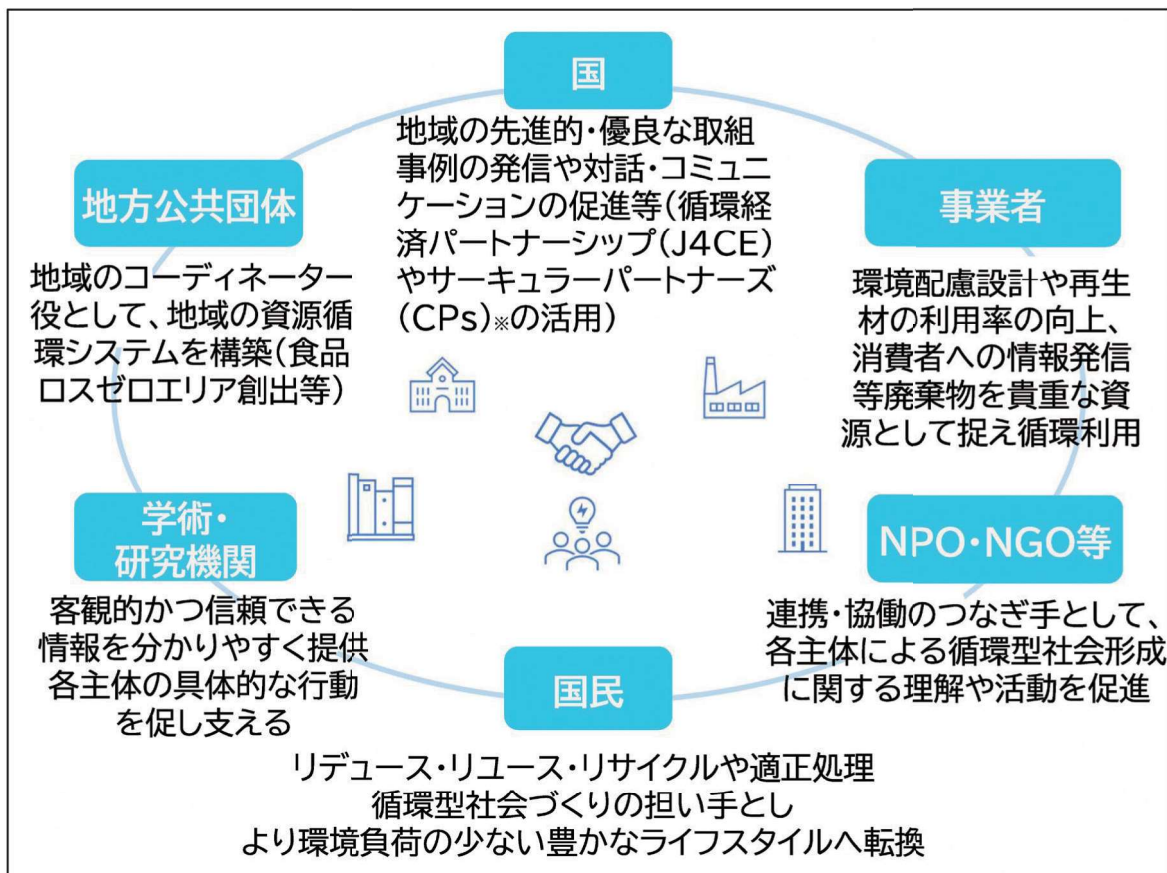 国
地域の先進的・優良な取組
事例の発信や対話・コミュニ
ケーションの促進等(循環経
済パートナーシップ(J4CE)
やサーキュラーパートナーズ
(CPs)※の活用)
地方公共団体
地域のコーディネーター
役として、地域の資源循
環システムを構築(食品
ロスゼロエリア創出等)
事業者
環境配慮設計や再生
材の利用率の向上、
消費者への情報発信
等廃棄物を貴重な資
源として捉え循環利用
学術・
研究機関
客観的かつ信頼できる
情報を分かりやすく提供
各主体の具体的な行動
を促し支える
NPO・NGO等
連携・協働のつなぎ手として、
各主体による循環型社会形成
に関する理解や活動を促進
国民
リデュース・リユース・リサイクルや適正処理
循環型社会づくりの担い手とし
より環境負荷の少ない豊かなライフスタイルへ転換